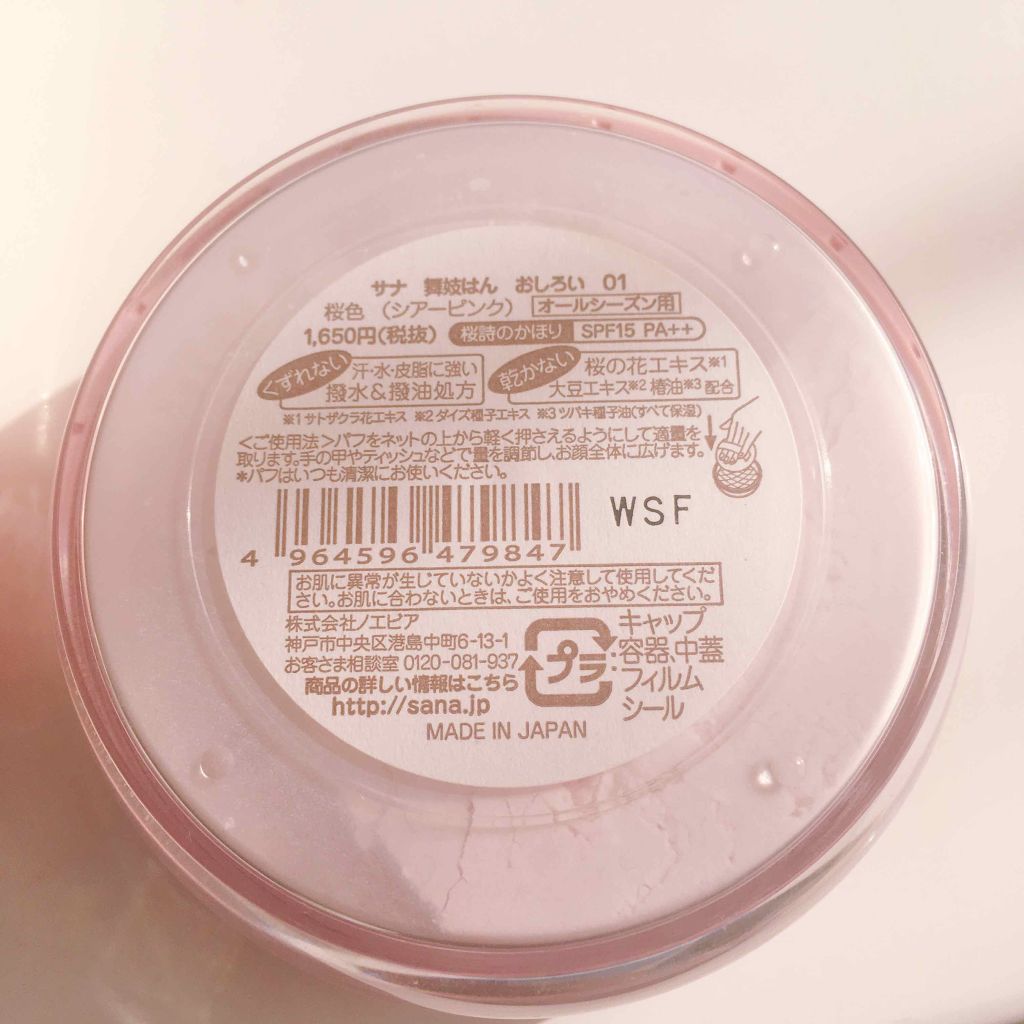 サナ 舞妓はん おしろい 01
桜色 (シアーピンク) オールシーズン用
1,650円(税抜) 桜詩のかほり SPF15 PA++
くずれない 汗・水・皮脂に強い 撥水&撥油処方
乾かない 桜の花エキス※1 大豆エキス※2 椿油※3 配合
※1 サトザクラ花エキス ※2 ダイズ種子エキス ※3 ツバキ種子油(すべて保湿)
<ご使用法>パフをネットの上から軽く押さえるようにして適量を
取ります。手の甲やティッシュなどで量を調節し、お顔全体に広げます。
*パフはいつも清潔にお使いください。
WSF
4 964596 479847
お肌に異常が生じていないかよく注意して使用してくだ
さい。お肌に合わないときは、ご使用をおやめください。
株式会社ノエビア
神戸市中央区港島中町6-13-1
お客さま相談室 0120-081-937
商品の詳しい情報はこちら
http://sana.jp
プラ
:キャップ
容器、中蓋
フィルム
シール
MADE IN JAPAN